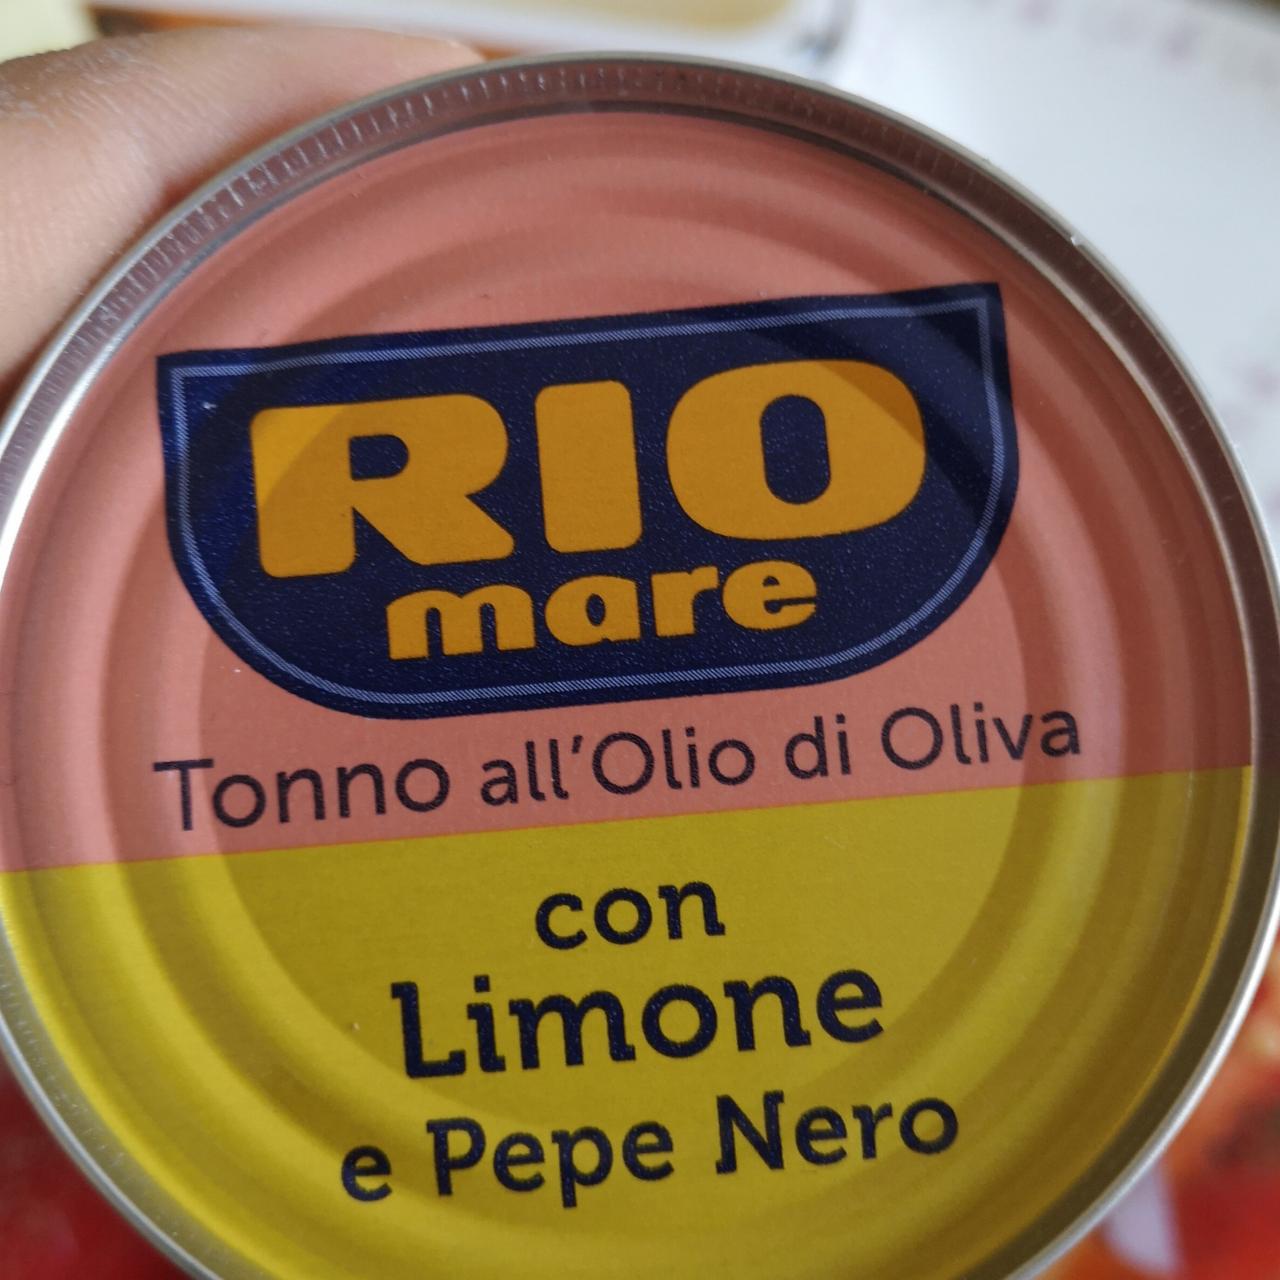 RIO
mare
Tonno all'Olio di Oliva
con
Limone
e Pepe Nero